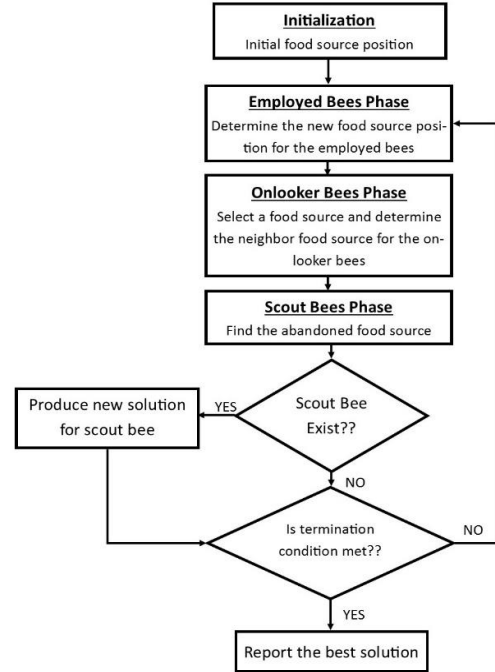 Initialization
Initial food source position
Employed Bees Phase
Determine the new food source posi-
tion for the employed bees
Onlooker Bees Phase
Select a food source and determine
the neighbor food source for the on-
looker bees
Scout Bees Phase
Find the abandoned food source
Scout Bee
Exist??
YES
Produce new solution
for scout bee
NO
Is termination
condition met??
NO
YES
Report the best solution